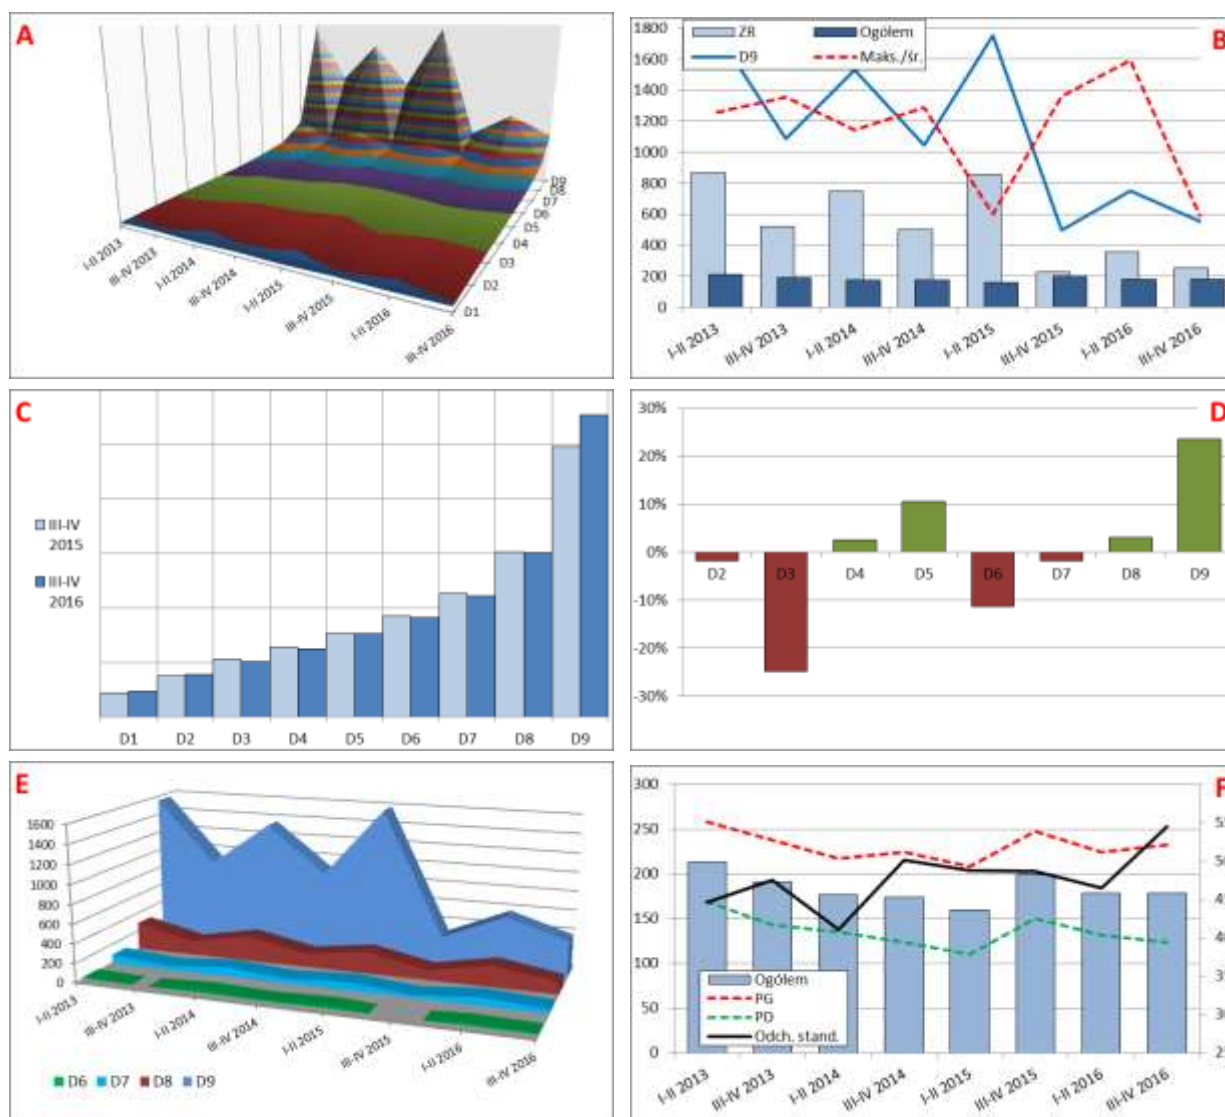 A
I-II 2013
III-IV 2013
I-II 2014
III-IV 2014
I-II 2015
III-IV 2015
I-II 2016
III-IV 2016
D9
D8
D7
D6
D5
D4
D3
D2
D1
B
1800
1600
1400
1200
1000
800
600
400
200
0
ZR
Ogółem
D9
Maks./śr.
I-II 2013
III-IV 2013
I-II 2014
III-IV 2014
I-II 2015
III-IV 2015
I-II 2016
III-IV 2016
C
III-IV
2015
III-IV
2016
D1 D2 D3 D4 D5 D6 D7 D8 D9
D
30%
20%
10%
0%
-10%
-20%
-30%
D2 D3 D4 D5 D6 D7 D8 D9
E
1600
1400
1200
1000
800
600
400
200
0
I-II 2013
III-IV 2013
I-II 2014
III-IV 2014
I-II 2015
III-IV 2015
I-II 2016
III-IV 2016
D6 D7 D8 D9
F
300
250
200
150
100
50
0
Ogółem
PG
PD
Odch. stand.
I-II 2013
III-IV 2013
I-II 2014
III-IV 2014
I-II 2015
III-IV 2015
I-II 2016
III-IV 2016